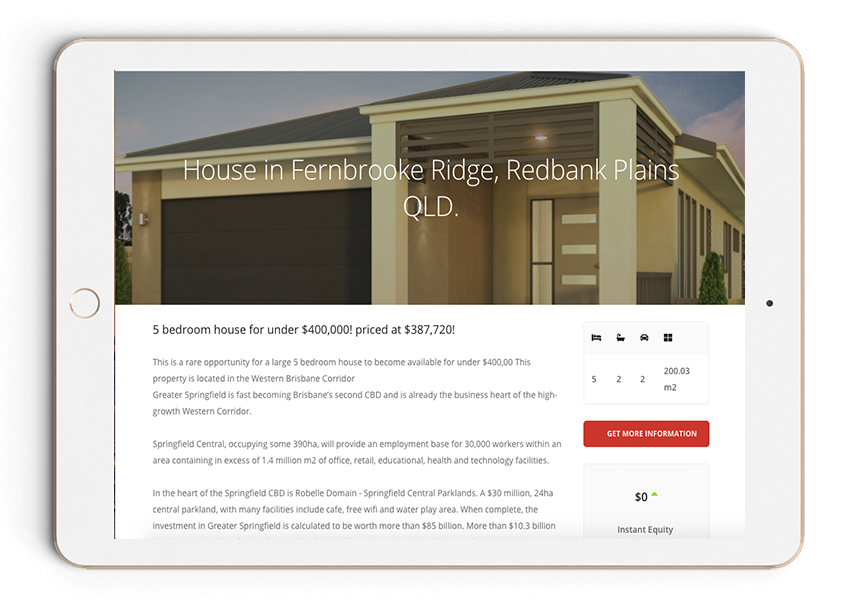 House in Fernbrooke Ridge, Redbank Plains
QLD.
5 bedroom house for under $400,000! priced at $387,720!
This is a rare opportunity for a large 5 bedroom house to become available for under $400,00 This
property is located in the Western Brisbane Corridor
Greater Springfield is fast becoming Brisbane's second CBD and is already the business heart of the high-
growth Western Corridor.
Springfield Central, occupying some 390ha, will provide an employment base for 30,000 workers within an
area containing in excess of 1.4 million m2 of office, retail, educational, health and technology facilities.
In the heart of the Springfield CBD is Robelle Domain - Springfield Central Parklands. A $30 million, 24ha
central parkland, with many facilities include cafe, free wifi and water play area. When complete, the
investment in Greater Springfield is calculated to be worth more than $85 billion. More than $10.3 billion
5 2 2 200.03
m2
GET MORE INFORMATION
$0
Instant Equity